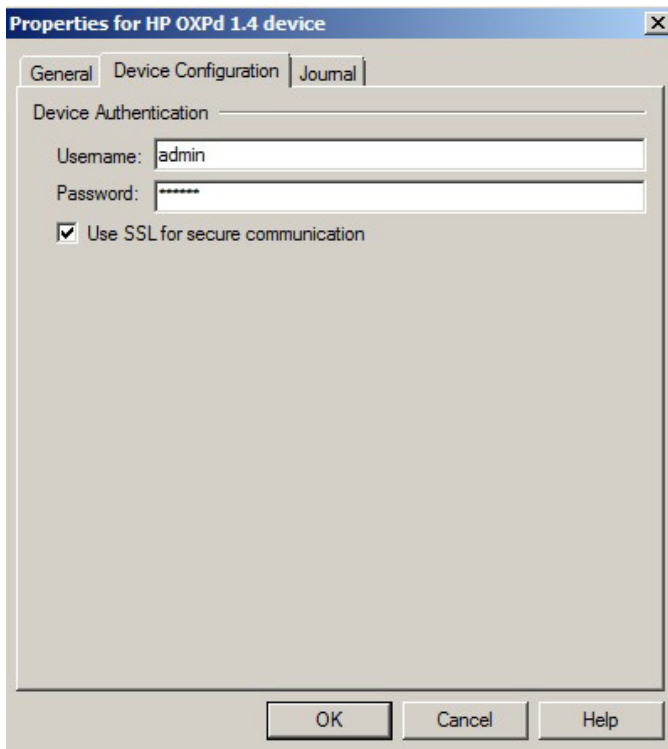 Properties for HP OXPd 1.4 device
General Device Configuration Journal
Device Authentication
Username: admin
Password: ******
Use SSL for secure communication
OK Cancel Help